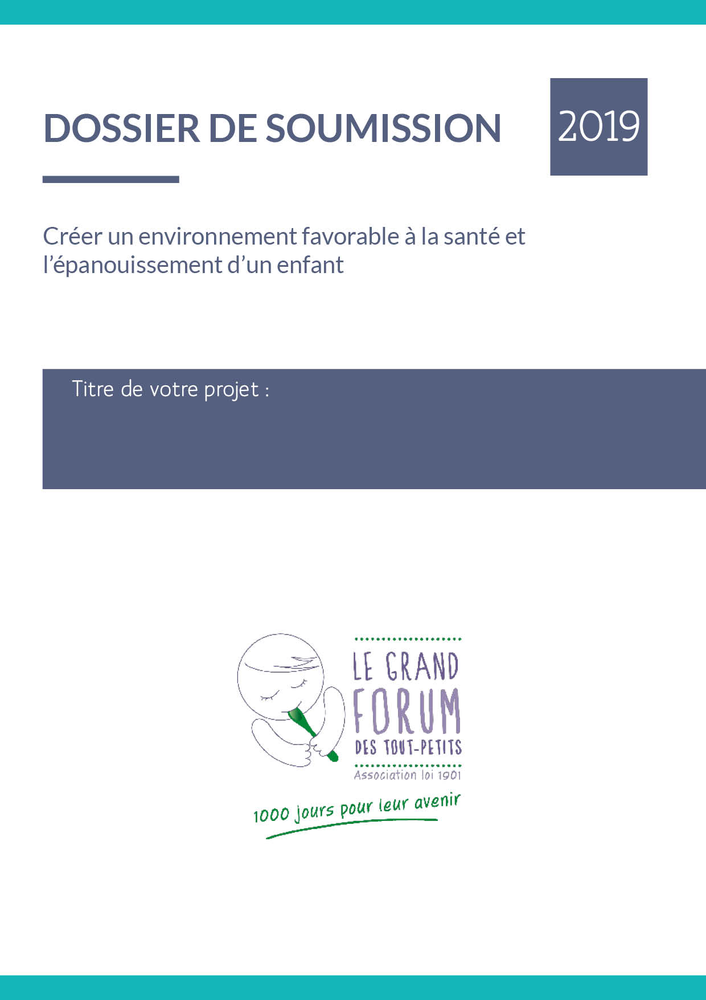 DOSSIER DE SOUMISSION
2019
Créer un environnement favorable à la santé et
l’épanouissement d’un enfant
Titre de votre projet :
LE GRAND
FORUM
DES TOUT-PETITS
Association loi 1901
1000 jours pour leur avenir